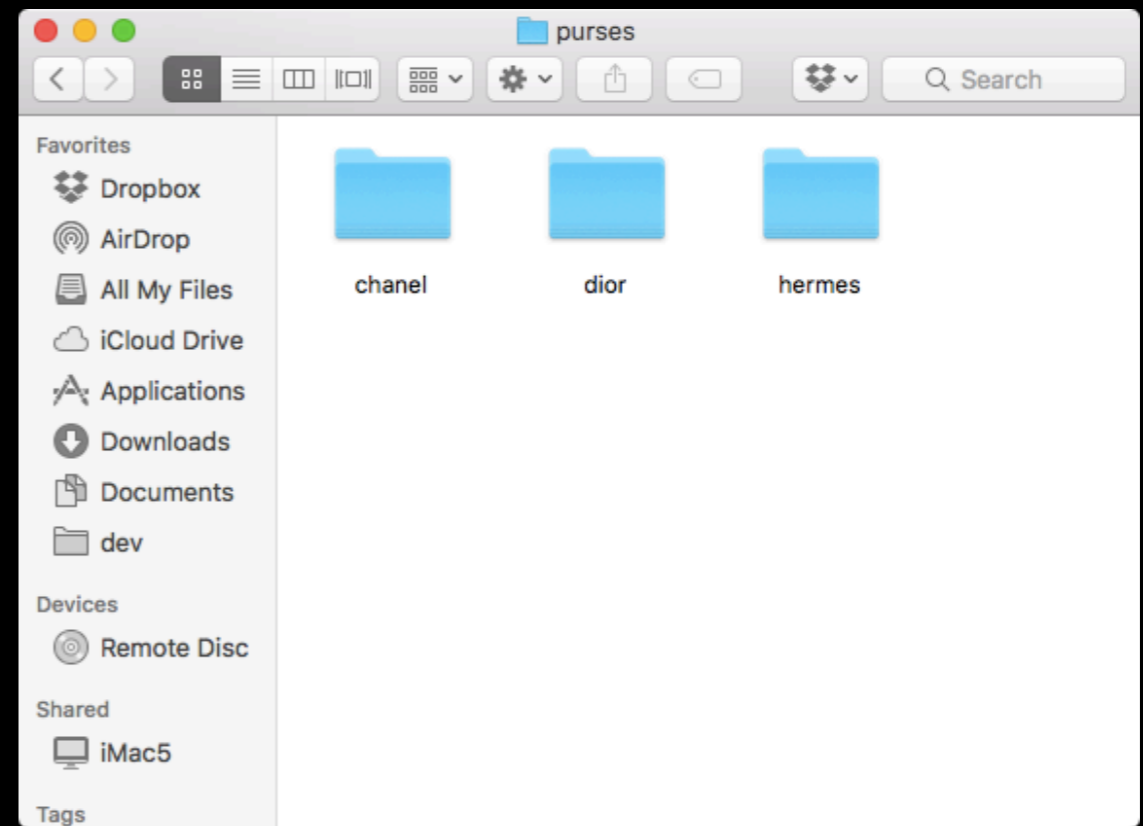 purses
Search
Favorites
Dropbox
AirDrop
All My Files
iCloud Drive
Applications
Downloads
Documents
dev
Devices
Remote Disc
Shared
iMac5
Tags
chanel
dior
hermes